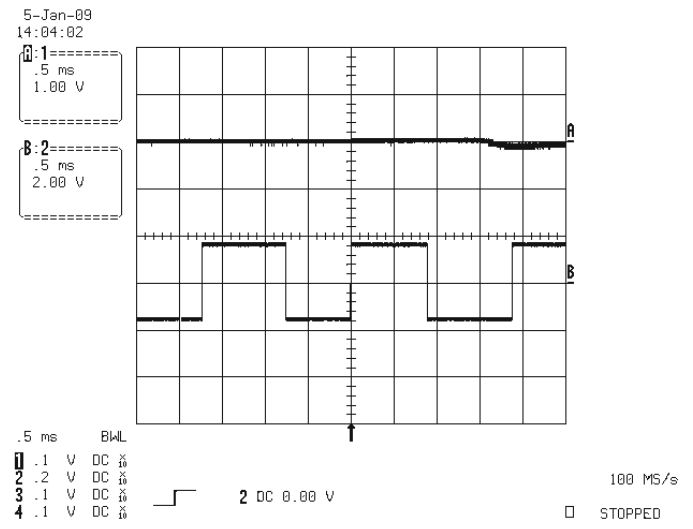 5-Jan-09
14:04:02
A:1
.5 ms
1.00 V
B:2
.5 ms
2.00 V
A
B
.5 ms BWL
1 .1 V DC X10
2 .2 V DC X10
3 .1 V DC X10
4 .1 V DC X10
2 DC 0.00 V
100 MS/s
STOPPED